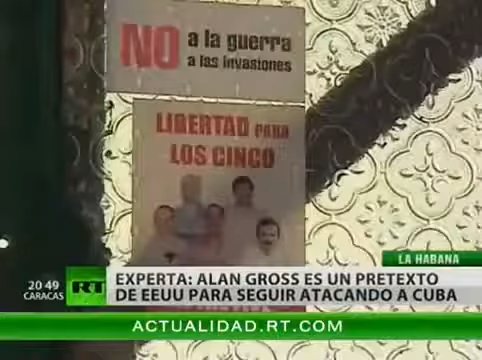 NO a la guerra
a las invasiones
LIBERTAD para
LOS CINCO
LA HABANA
20:49
CARACAS
RT
EXPERTA: ALAN GROSS ES UN PRETEXTO
DE EEUU PARA SEGUIR ATACANDO A CUBA
ACTUALIDAD.RT.COM